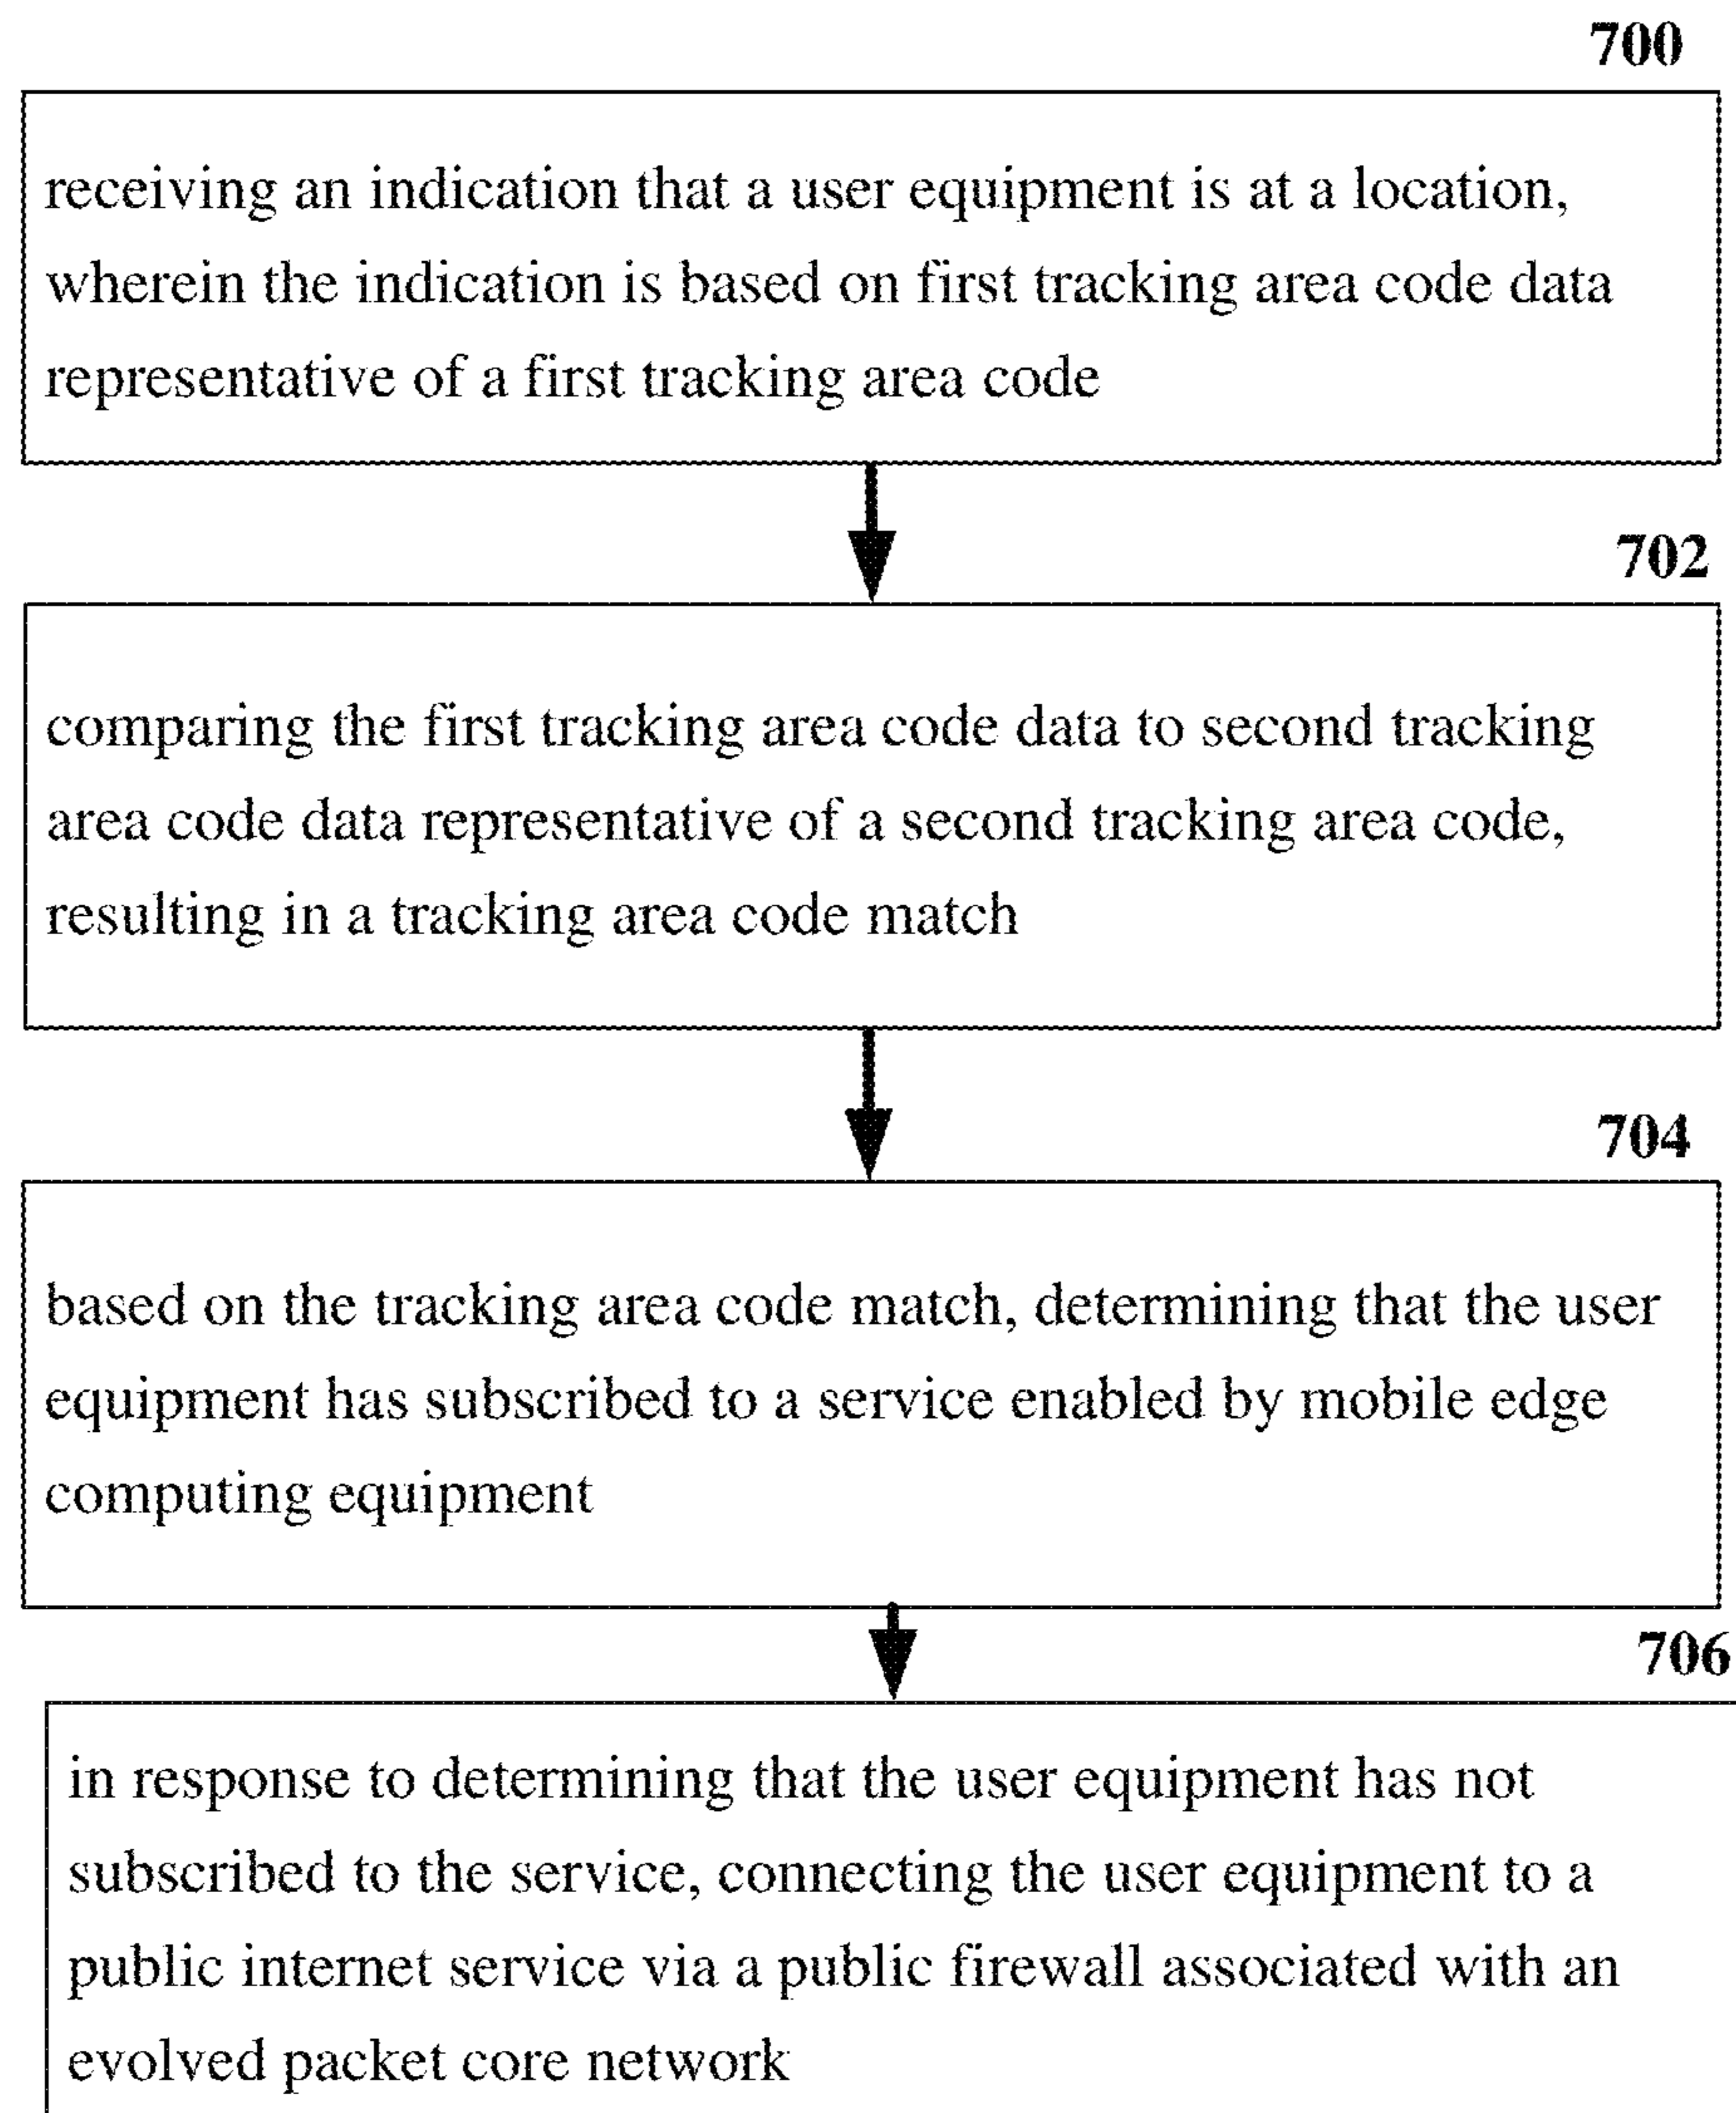 700
receiving an indication that a user equipment is at a location,
wherein the indication is based on first tracking area code data
representative of a first tracking area code
702
comparing the first tracking area code data to second tracking
area code data representative of a second tracking area code,
resulting in a tracking area code match
704
based on the tracking area code match, determining that the user
equipment has subscribed to a service enabled by mobile edge
computing equipment
706
in response to determining that the user equipment has not
subscribed to the service, connecting the user equipment to a
public internet service via a public firewall associated with an
evolved packet core network